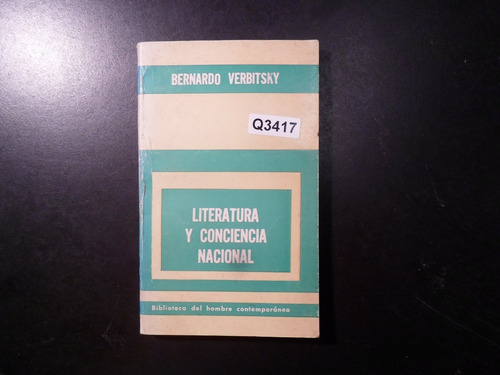 BERNARDO VERBITSKY
Q3417
LITERATURA
Y CONCIENCIA
NACIONAL
Biblioteca del hombre contemporáneo